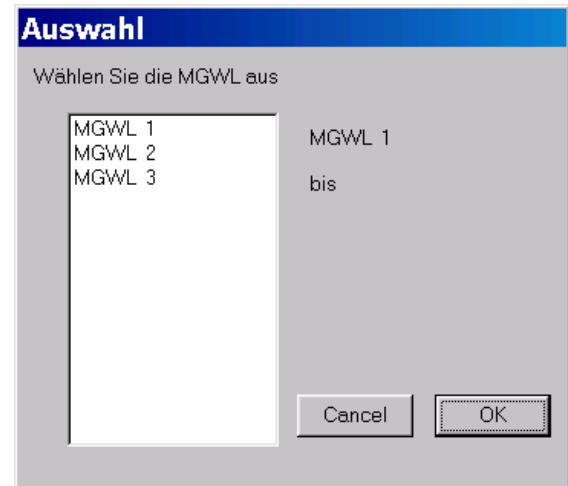 Auswahl
Wählen Sie die MGWL aus
MGWL 1
MGWL 2
MGWL 3
MGWL 1
bis
Cancel
OK